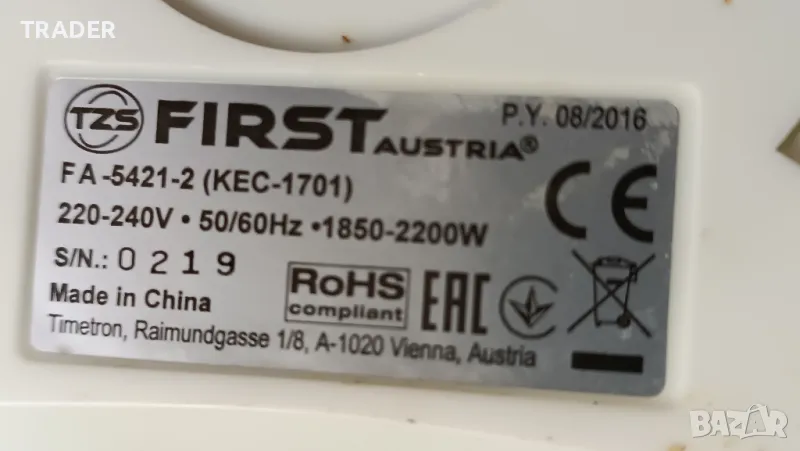 TRADER
TZS FIRST AUSTRIA® P.Y. 08/2016
FA-5421-2 (KEC-1701)
220-240V • 50/60Hz •1850-2200W
S/N.: 0 2 1 9
CE
RoHS
compliant
EAC
Made in China
Timetron, Raimundgasse 1/8, A-1020 Vienna, Austria
BAZAR